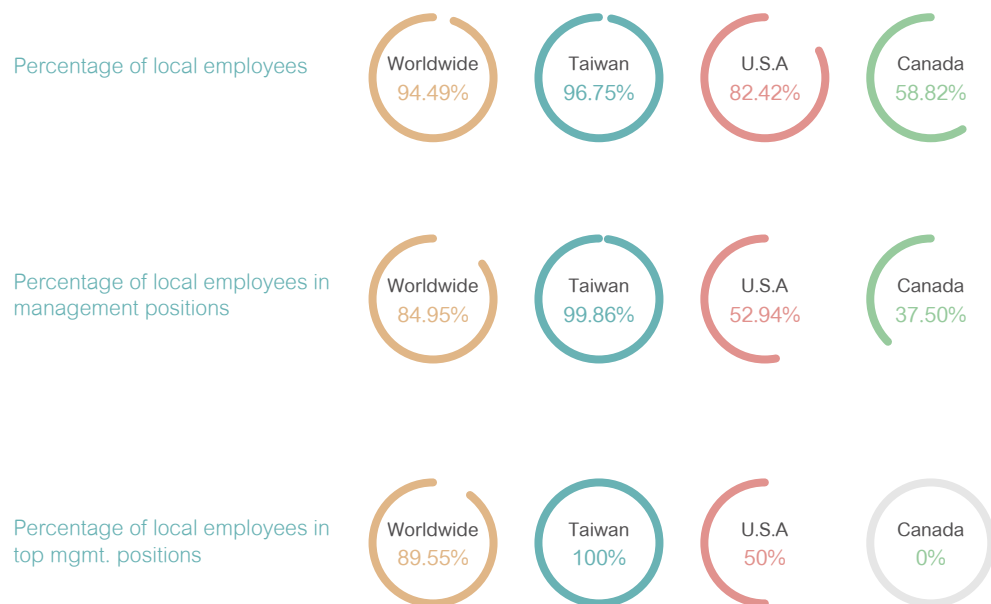 Percentage of local employees
Worldwide
94.49%
Taiwan
96.75%
U.S.A
82.42%
Canada
58.82%
Percentage of local employees in
management positions
Worldwide
84.95%
Taiwan
99.86%
U.S.A
52.94%
Canada
37.50%
Percentage of local employees in
top mgmt. positions
Worldwide
89.55%
Taiwan
100%
U.S.A
50%
Canada
0%